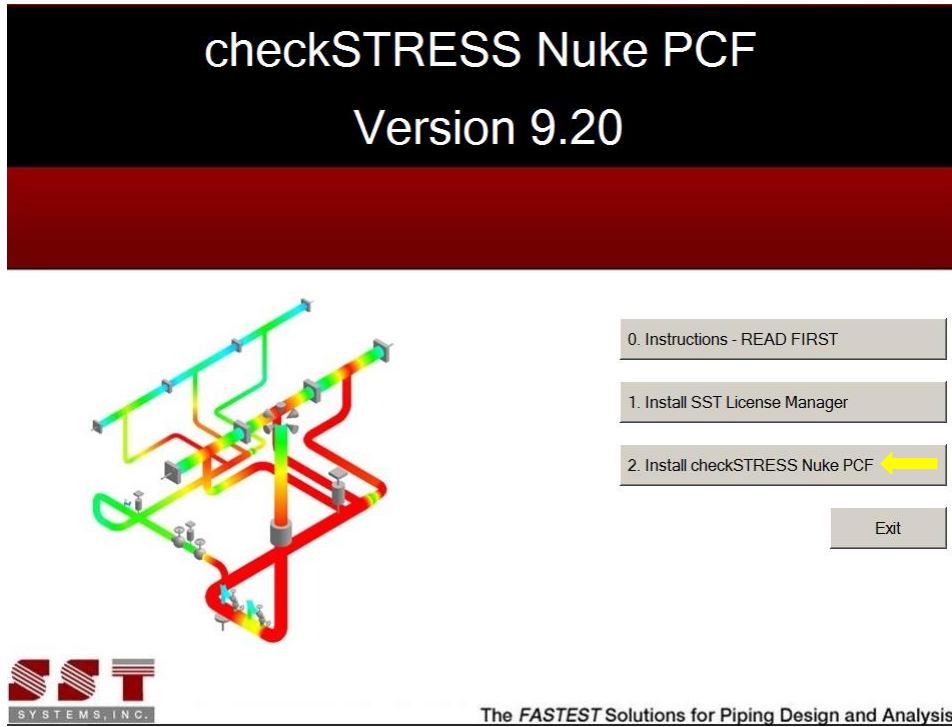 checkSTRESS Nuke PCF
Version 9.20
0. Instructions - READ FIRST
1. Install SST License Manager
2. Install checkSTRESS Nuke PCF
Exit
SST
SYSTEMS, INC.
The FASTEST Solutions for Piping Design and Analysis